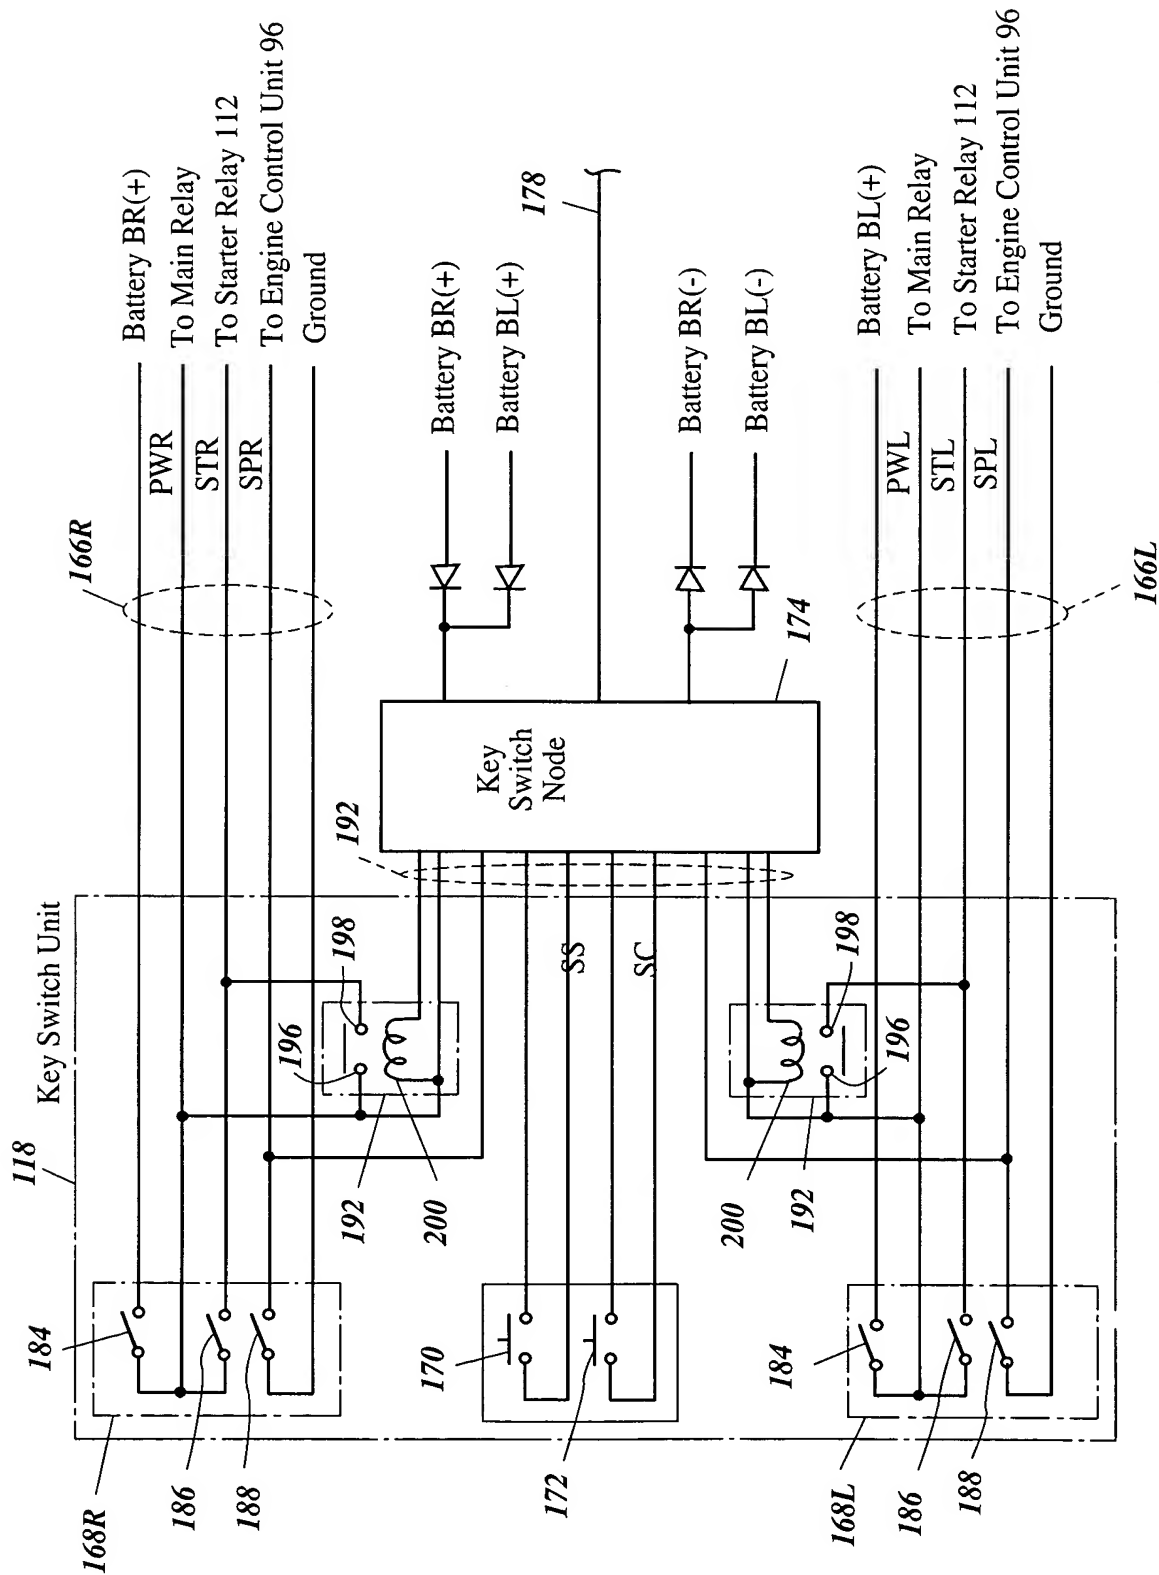 Key Switch Unit
118
184
168R
186
188
166R
Battery BR(+)
PWR
To Main Relay
STR
To Starter Relay 112
SPR
To Engine Control Unit 96
Ground
198
196
192
200
192
Key
Switch
Node
174
Battery BR(+)
Battery BL(+)
178
Battery BR(-)
Battery BL(-)
170
172
SS
SC
198
196
200
192
184
168L
186
188
Battery BL(+)
PWL
To Main Relay
STL
To Starter Relay 112
SPL
To Engine Control Unit 96
Ground
166L